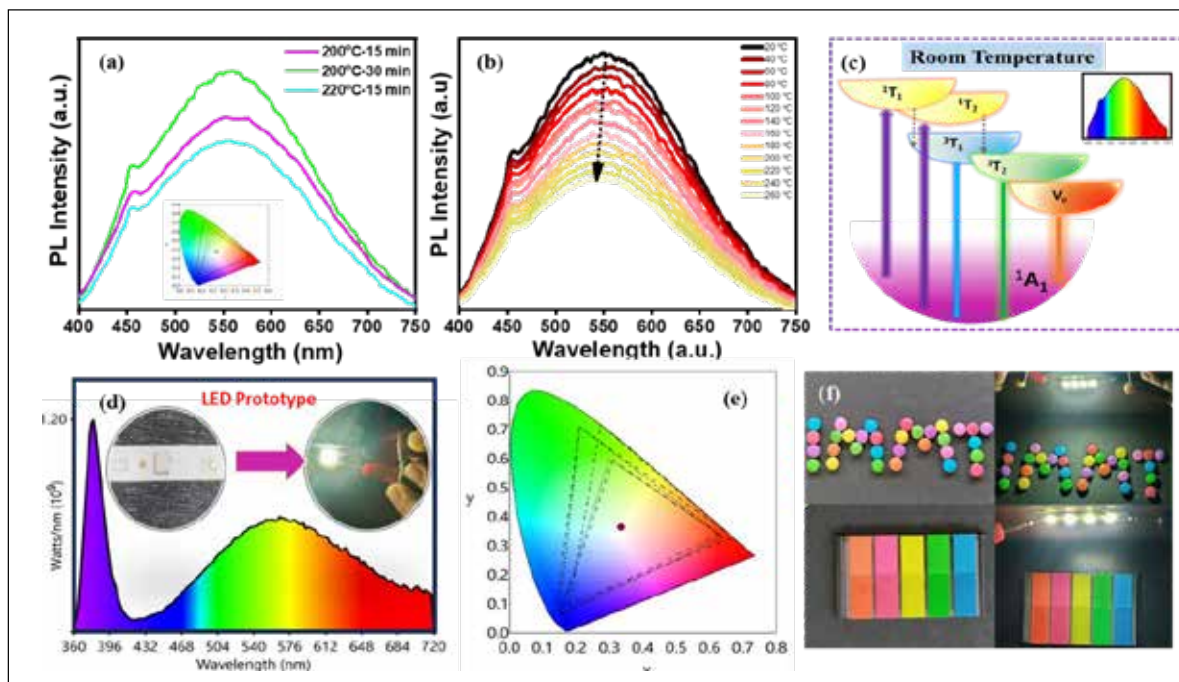 (a)
200°C-15 min
200°C-30 min
220°C-15 min
PL Intensity (a.u.)
400 450 500 550 600 650 700 750
Wavelength (nm)
(b)
20 °C
40 °C
60 °C
80 °C
100 °C
120 °C
140 °C
160 °C
180 °C
200 °C
220 °C
240 °C
260 °C
PL Intensity (a.u)
400 450 500 550 600 650 700 750
Wavelength (a.u.)
(c)
Room Temperature
¹T₁
¹T₂
³T₁
³T₂
¹A₁
(d)
LED Prototype
1.20
Watts/nm (10⁹)
360 396 432 468 504 540 576 612 648 684 720
Wavelength (nm)
(e)
0.9
0.8
0.7
0.6
0.5
0.4
0.3
0.2
0.1
0.0
y
0.0 0.1 0.2 0.3 0.4 0.5 0.6 0.7 0.8
(f)